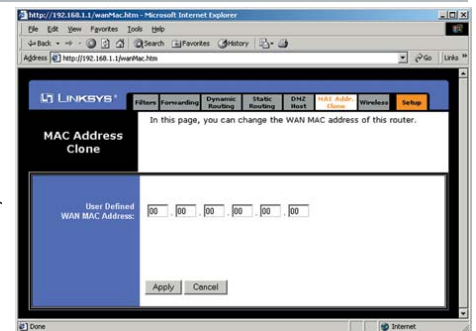 http://192.168.1.1/wanMac.htm - Microsoft Internet Explorer
File Edit View Favorites Tools Help
Back Search Favorites History
Address http://192.168.1.1/wanMac.htm Go Links »
LINKSYS® Filters Forwarding Dynamic Routing Static Routing DMZ Host MAC Addr. Clone Wireless Setup
MAC Address Clone
In this page, you can change the WAN MAC address of this router.
User Defined
WAN MAC Address: 00 . 00 . 00 . 00 . 00 . 00
Apply Cancel
Done Internet